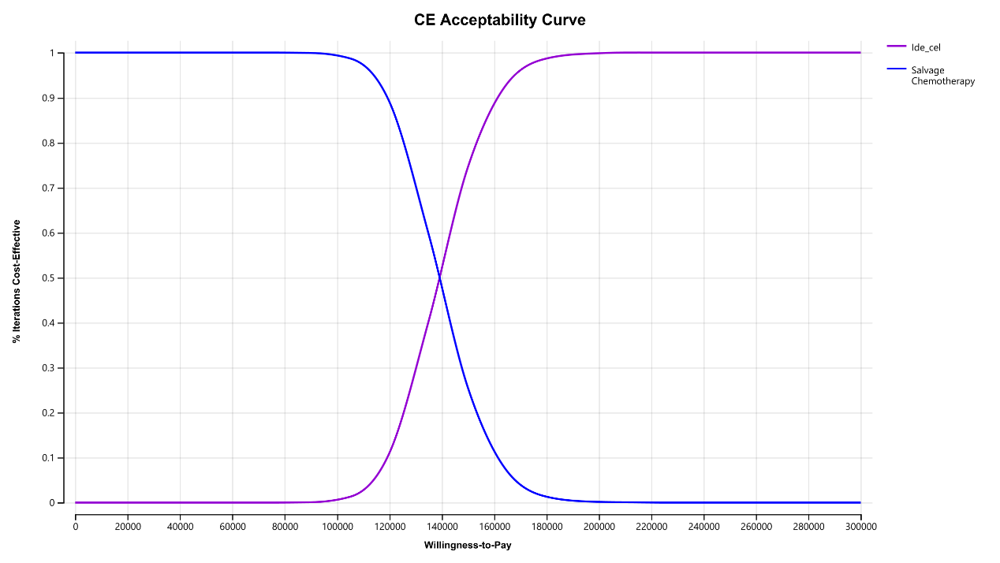 CE Acceptability Curve
Ide_cel
Salvage
Chemotherapy
% Iterations Cost-Effective
1
0.9
0.8
0.7
0.6
0.5
0.4
0.3
0.2
0.1
0
0 20000 40000 60000 80000 100000 120000 140000 160000 180000 200000 220000 240000 260000 280000 300000
Willingness-to-Pay